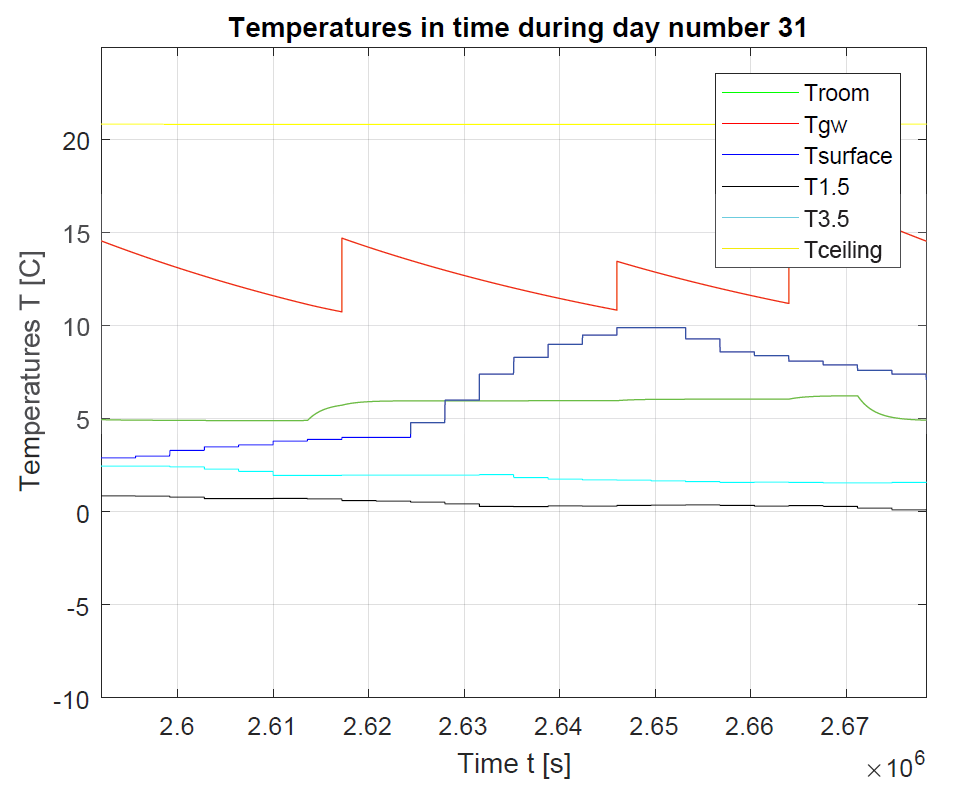 Temperatures in time during day number 31
Troom
Tgw
Tsurface
T1.5
T3.5
Tceiling
Temperatures T [C]
20
15
10
5
0
-5
-10
2.6 2.61 2.62 2.63 2.64 2.65 2.66 2.67
Time t [s]
×10^6